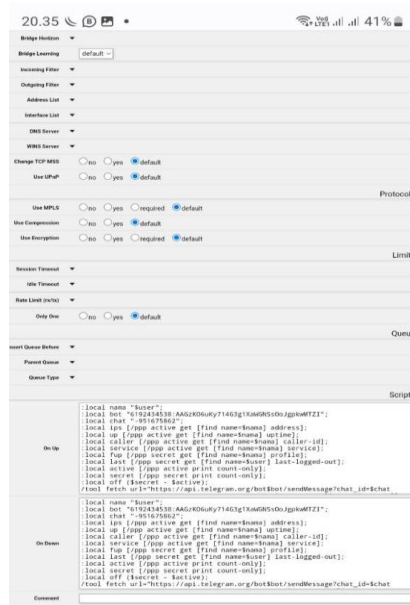 20.35 B 41%
Bridge Horizon
Bridge Learning default
Incoming Filter
Outgoing Filter
Address List
Interface List
DNS Server
WINS Server
Change TCP MSS no yes default
Use UPnP no yes default
Protocol
Use MPLS no yes required default
Use Compression no yes default
Use Encryption no yes required default
Limit
Session Timeout
Idle Timeout
Rate Limit (rx/tx)
Only One no yes default
Queu
nsert Queue Before
Parent Queue
Queue Type
Script
On Up
:local nama "$user";
:local chat "-951675862";
:local ips [/ppp active get [find name=$nama] address];
:local up [/ppp active get [find name=$nama] uptime];
:local caller [/ppp active get [find name=$nama] caller-id];
:local service [/ppp active get [find name=$nama] service];
:local fup [/ppp secret get [find name=$nama] profile];
:local last [/ppp secret get [find name=$user] last-logged-out];
:local active [/ppp active print count-only];
:local secret [/ppp secret print count-only];
:local off ($secret - $active);
/tool fetch url="https://api.telegram.org/bot$bot/sendMessage?chat_id=$chat
On Down
:local nama "$user";
:local chat "-951675862";
:local ips [/ppp active get [find name=$nama] address];
:local up [/ppp active get [find name=$nama] uptime];
:local caller [/ppp active get [find name=$nama] caller-id];
:local service [/ppp active get [find name=$nama] service];
:local fup [/ppp secret get [find name=$nama] profile];
:local last [/ppp secret get [find name=$user] last-logged-out];
:local active [/ppp active print count-only];
:local secret [/ppp secret print count-only];
:local off ($secret - $active);
/tool fetch url="https://api.telegram.org/bot$bot/sendMessage?chat_id=$chat
Comment